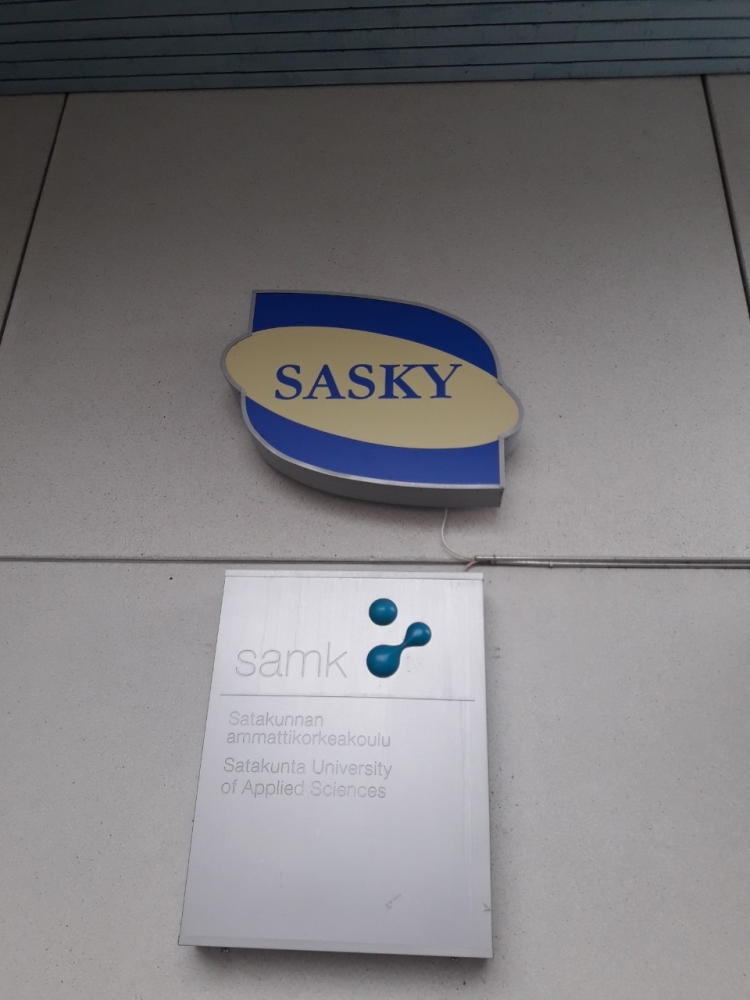 SASKY
samk
Satakunnan
ammattikorkeakoulu
Satakunta University
of Applied Sciences